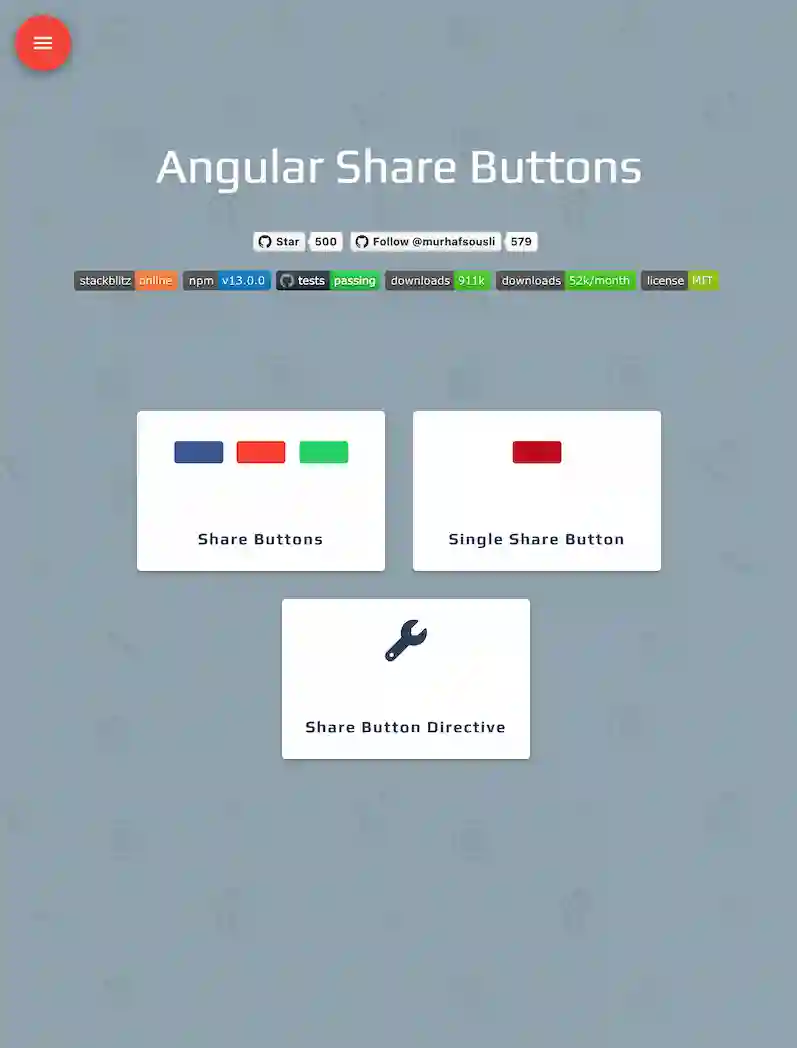 Angular Share Buttons
Star 500 Follow @murhafsousli 579
stackblitz online npm v13.0.0 tests passing downloads 911k downloads 52k/month license MIT
Share Buttons
Single Share Button
Share Button Directive